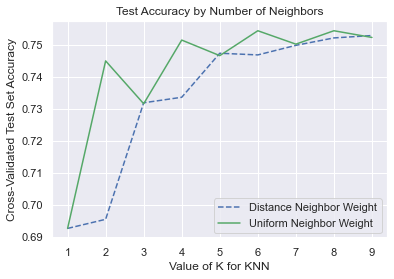 Test Accuracy by Number of Neighbors
Cross-Validated Test Set Accuracy
0.75
0.74
0.73
0.72
0.71
0.70
0.69
Distance Neighbor Weight
Uniform Neighbor Weight
1 2 3 4 5 6 7 8 9
Value of K for KNN